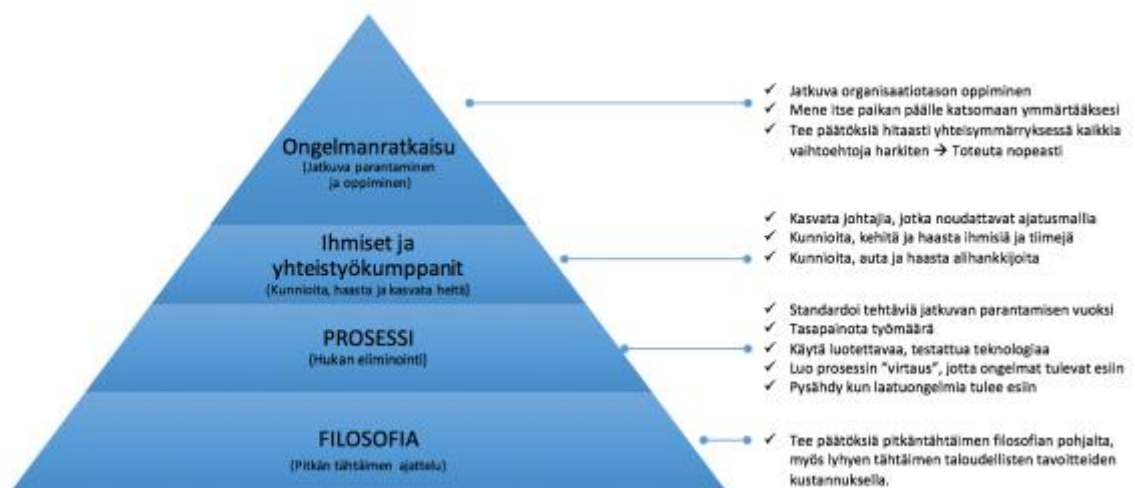 Ongelmanratkaisu
(Jatkuva parantaminen
ja oppiminen)
✓ Jatkuva organisaatiotason oppiminen
✓ Mene itse paikan päälle katsomaan ymmärtääksesi
✓ Tee päätöksiä hitaasti yhteisymmärryksessä kaikkia
vaihtoehtoja harkiten → Toteuta nopeasti
Ihmiset ja
yhteistyökumppanit
(Kunnioita, haasta ja kasvata heitä)
✓ Kasvata johtajia, jotka noudattavat ajatusmallia
✓ Kunnioita, kehitä ja haasta ihmisiä ja tiimejä
✓ Kunnioita, auta ja haasta alihankkijoita
PROSESSI
(Hukan eliminointi)
✓ Standardoi tehtäviä jatkuvan parantamisen vuoksi
✓ Tasapainota työmäärä
✓ Käytä luotettavaa, testattua teknologiaa
✓ Luo prosessin "virtaus", jotta ongelmat tulevat esiin
✓ Pysähdy kun laatuongelmia tulee esiin
FILOSOFIA
(Pitkän tähtäimen ajattelu)
✓ Tee päätöksiä pitkäntähtäimen filosofian pohjalta,
myös lyhyen tähtäimen taloudellisten tavoitteiden
kustannuksella.